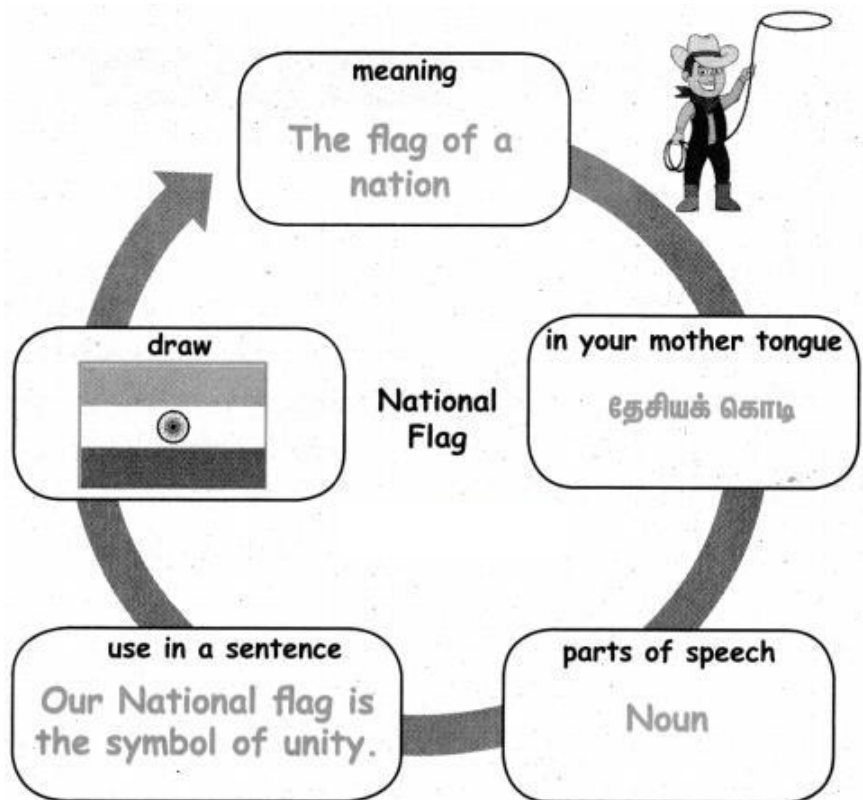 meaning
The flag of a
nation
in your mother tongue
தேசியக் கொடி
parts of speech
Noun
use in a sentence
Our National flag is
the symbol of unity.
draw
National
Flag